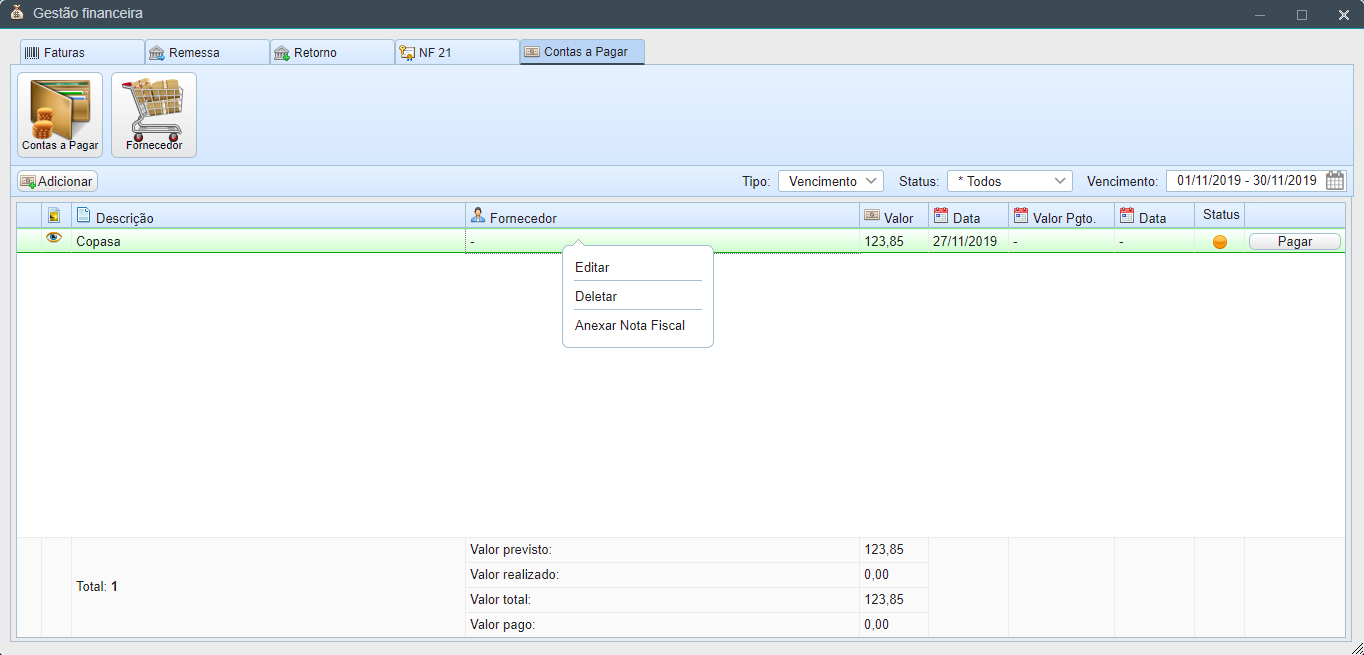 Gestão financeira
Faturas
Remessa
Retorno
NF 21
Contas a Pagar
Contas a Pagar
Fornecedor
Adicionar
Tipo: Vencimento
Status: * Todos
Vencimento: 01/11/2019 - 30/11/2019
Descrição Fornecedor Valor Data Valor Pgto. Data Status
Copasa - 123,85 27/11/2019 - - Pagar
Editar
Deletar
Anexar Nota Fiscal
Total: 1
Valor previsto: 123,85
Valor realizado: 0,00
Valor total: 123,85
Valor pago: 0,00